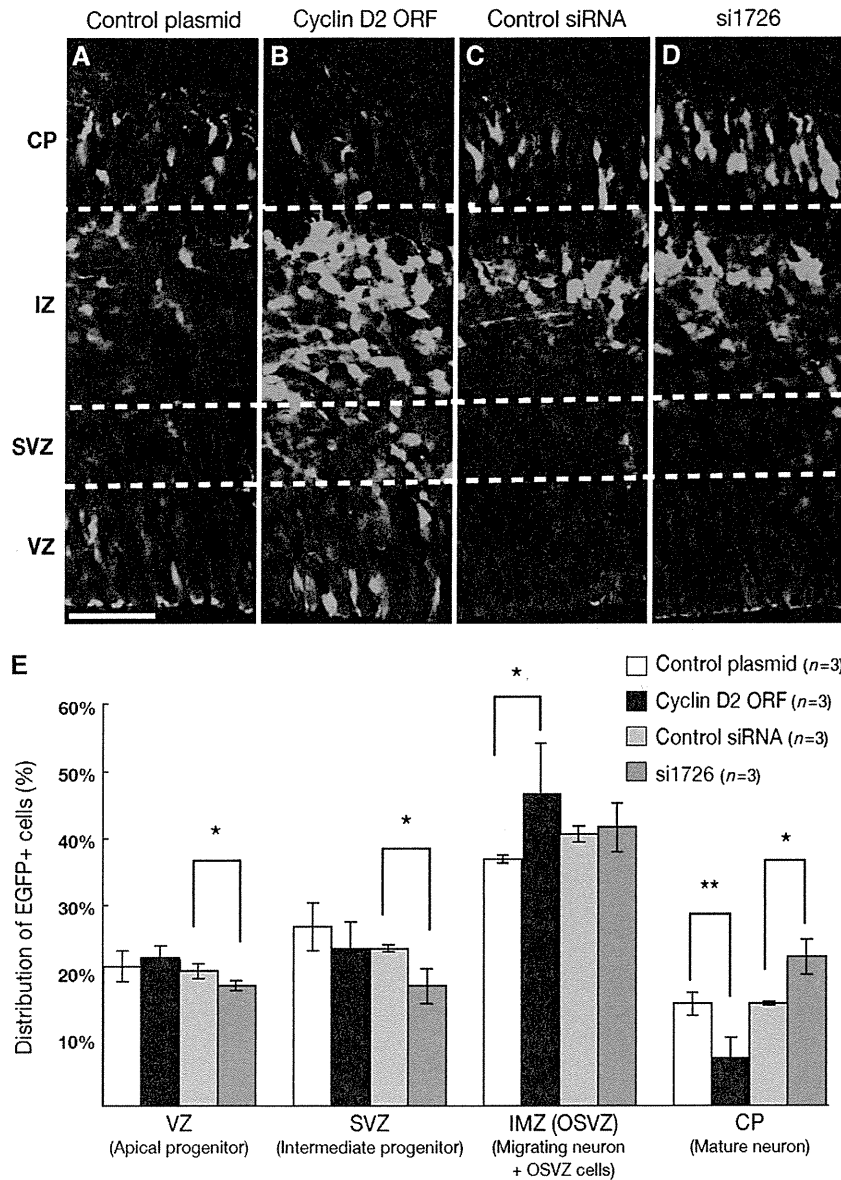 Control plasmid Cyclin D2 ORF Control siRNA si1726
A B C D
CP
IZ
SVZ
VZ
E
Control plasmid (n=3)
Cyclin D2 ORF (n=3)
Control siRNA (n=3)
si1726 (n=3)
Distribution of EGFP+ cells (%)
60%
50%
40%
30%
20%
10%
* * * ** *
VZ SVZ IMZ (OSVZ) CP
(Apical progenitor) (Intermediate progenitor) (Migrating neuron (Mature neuron)
+ OSVZ cells)